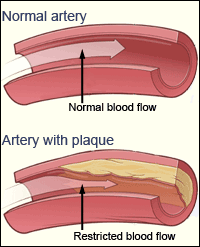 Normal artery
Normal blood flow
Artery with plaque
Restricted blood flow